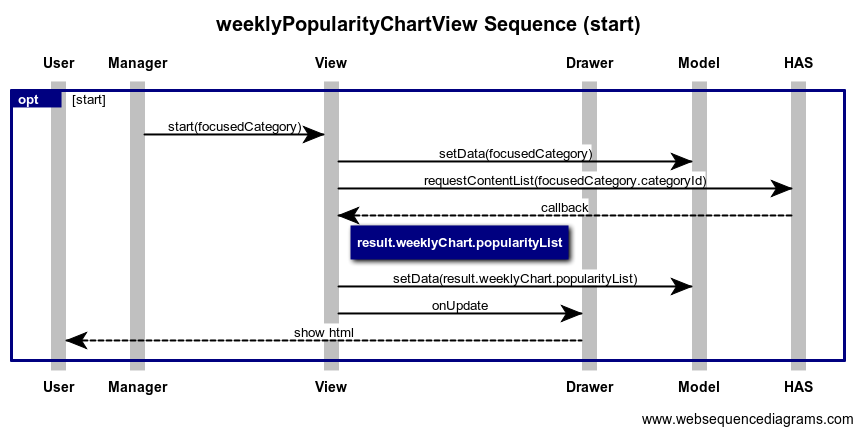 weeklyPopularityChartView Sequence (start)
User Manager View Drawer Model HAS
opt [start]
start(focusedCategory)
setData(focusedCategory)
requestContentList(focusedCategory.categoryId)
callback
result.weeklyChart.popularityList
setData(result.weeklyChart.popularityList)
onUpdate
show html
User Manager View Drawer Model HAS
www.websequencediagrams.com